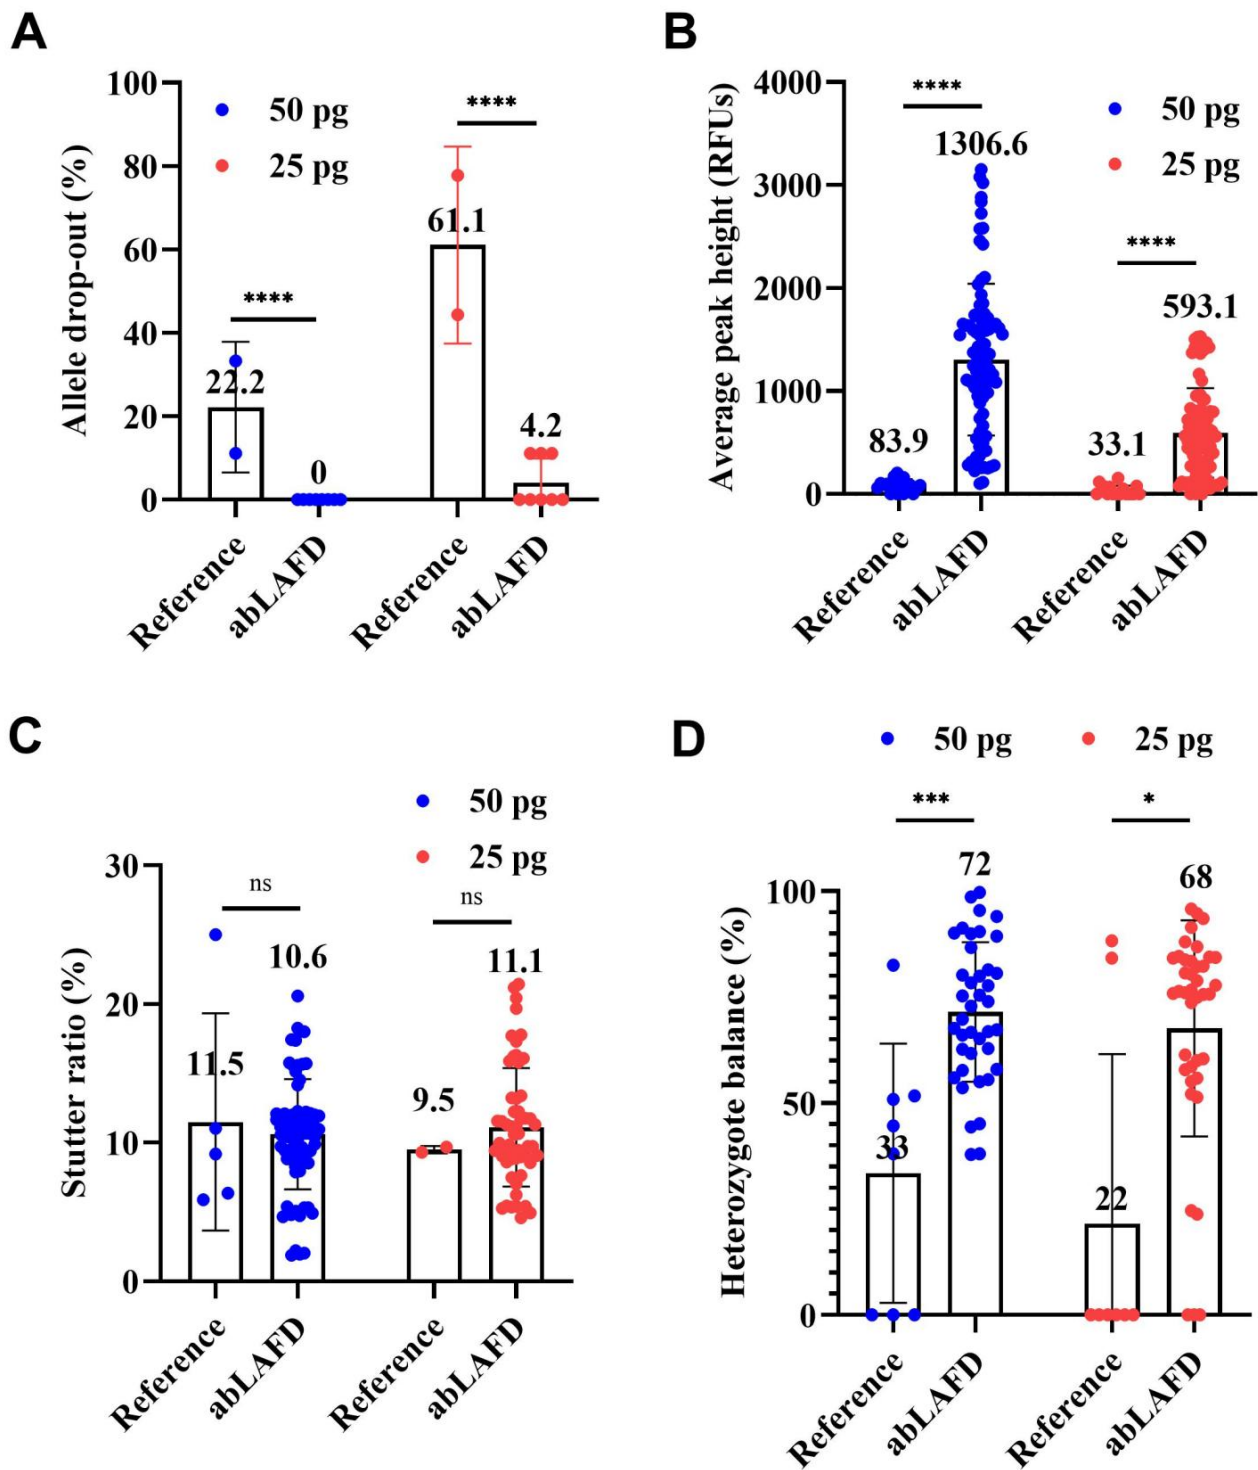 A
Allele drop-out (%)
100
80
60
40
20
0
50 pg
25 pg
****
****
22.2
0
61.1
4.2
Reference
abLAFD
Reference
abLAFD
B
Average peak height (RFUs)
4000
3000
2000
1000
0
50 pg
25 pg
****
****
83.9
1306.6
33.1
593.1
Reference
abLAFD
Reference
abLAFD
C
Stutter ratio (%)
30
20
10
0
50 pg
25 pg
ns
ns
11.5
10.6
9.5
11.1
Reference
abLAFD
Reference
abLAFD
D
Heterozygote balance (%)
100
50
0
50 pg
25 pg
***
*
33
72
22
68
Reference
abLAFD
Reference
abLAFD